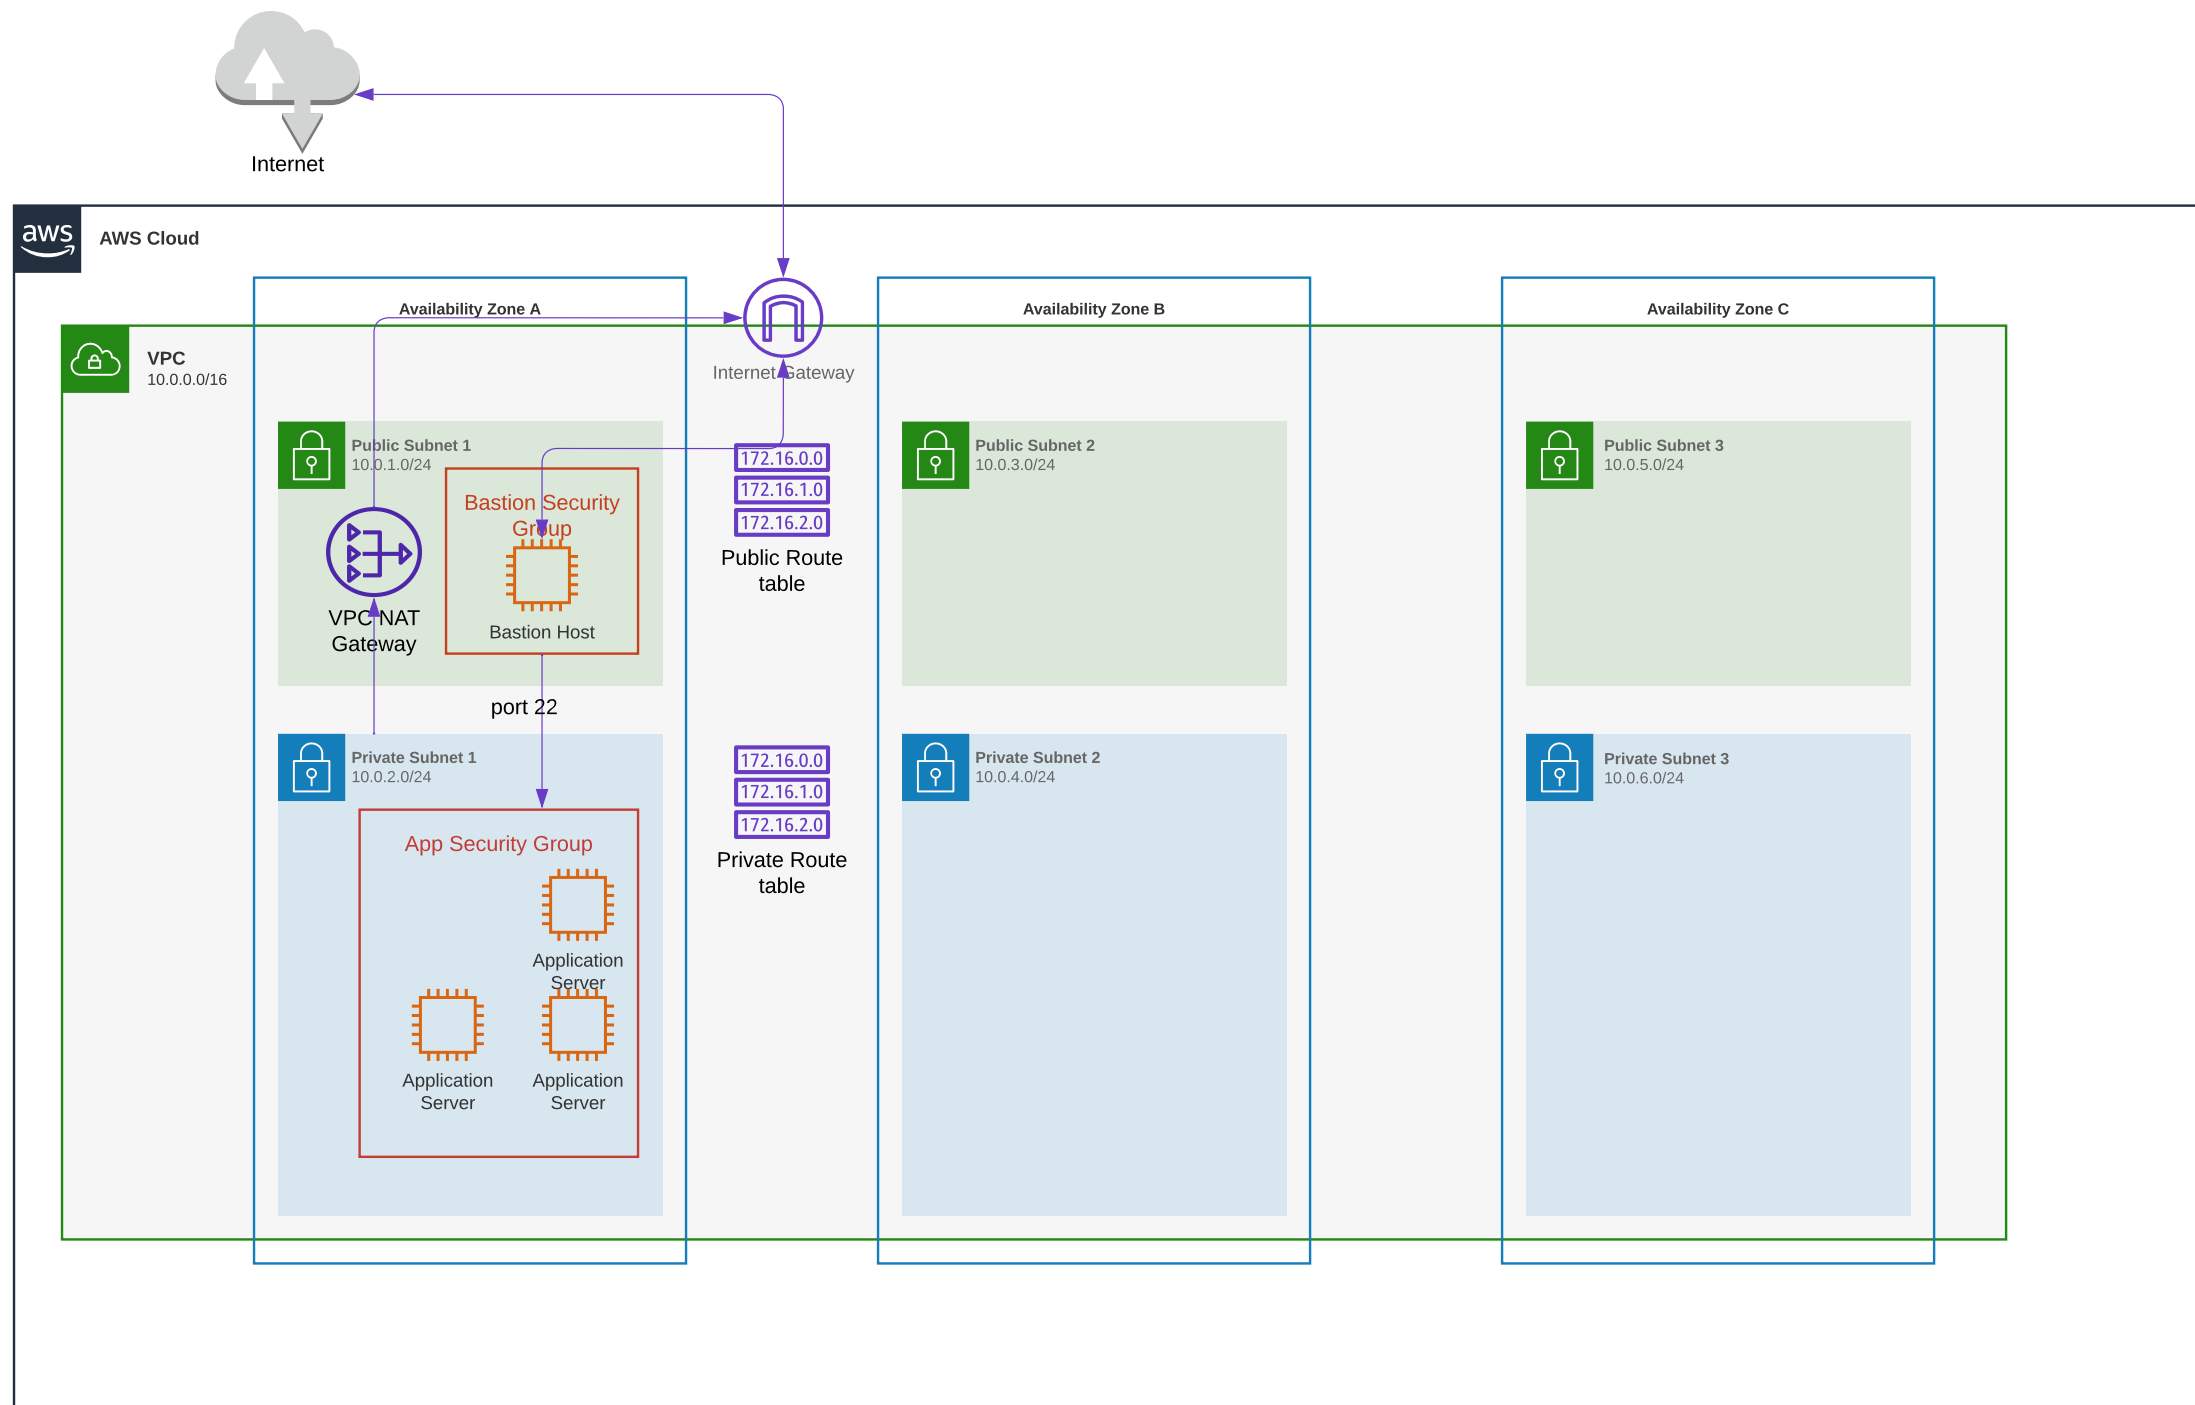 Internet
aws
AWS Cloud
Availability Zone A
Availability Zone B
Availability Zone C
VPC
10.0.0.0/16
Internet Gateway
Public Subnet 1
10.0.1.0/24
Bastion Security
Group
Bastion Host
VPC NAT
Gateway
172.16.0.0
172.16.1.0
172.16.2.0
Public Route
table
Public Subnet 2
10.0.3.0/24
Public Subnet 3
10.0.5.0/24
port 22
Private Subnet 1
10.0.2.0/24
App Security Group
Application
Server
Application
Server
Application
Server
172.16.0.0
172.16.1.0
172.16.2.0
Private Route
table
Private Subnet 2
10.0.4.0/24
Private Subnet 3
10.0.6.0/24